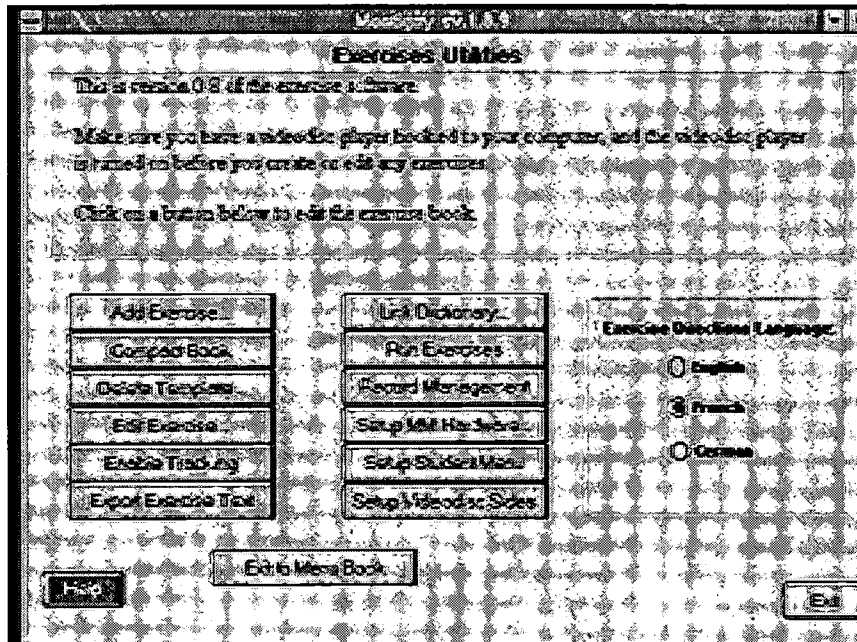 Exercises Utilities
This is version 0.8 of the exercise software.
Make sure you have a videodisc player hooked to your computer, and the videodisc player
is turned on before you create or edit any exercises.
Click on a button below to edit the exercise book.
Add Exercise...
Compact Book
Delete Template...
Edit Exercise...
Enable Tracking
Export Exercise Text
Link Dictionary...
Run Exercises
Record Management
Setup MM Hardware...
Setup Student Menu
Setup Videodisc Sides
Exercise Directions Language:
English
French
German
Exit to Menu Book
Help
Exit